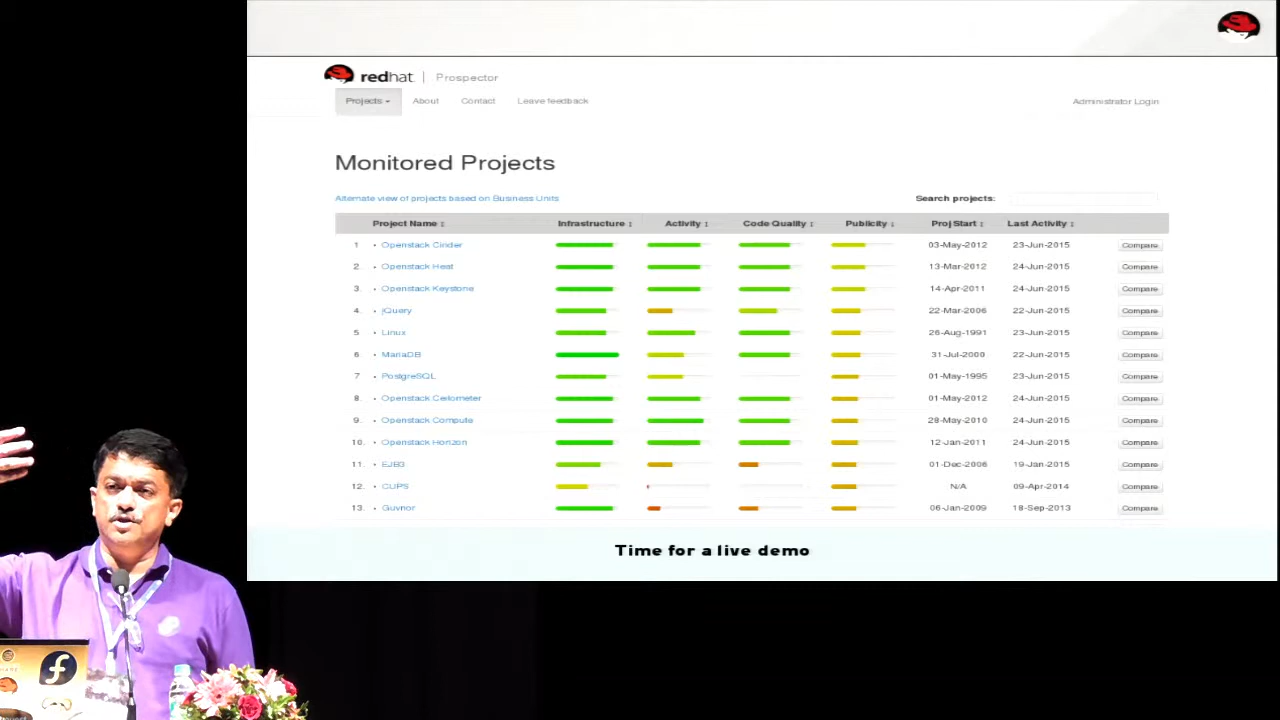 redhat | Prospector
Projects About Contact Leave feedback Administrator Login
Monitored Projects
Alternate view of projects based on Business Units Search projects:
Project Name Infrastructure Activity Code Quality Publicity Proj Start Last Activity
1 • Openstack Cinder 03-May-2012 23-Jun-2015 Compare
2. • Openstack Heat 13-Mar-2012 24-Jun-2015 Compare
3. • Openstack Keystone 14-Apr-2011 24-Jun-2015 Compare
4. • jQuery 22-Mar-2006 22-Jun-2015 Compare
5 • Linux 26-Aug-1991 23-Jun-2015 Compare
6. • MariaDB 31-Jul-2000 22-Jun-2015 Compare
7 • PostgreSQL 01-May-1995 23-Jun-2015 Compare
8. • Openstack Ceilometer 01-May-2012 24-Jun-2015 Compare
9. • Openstack Compute 28-May-2010 24-Jun-2015 Compare
10. • Openstack Horizon 12-Jan-2011 24-Jun-2015 Compare
11. • EJB3 01-Dec-2006 19-Jan-2015 Compare
12. • CUPS N/A 09-Apr-2014 Compare
13. • Guvnor 06-Jan-2009 18-Sep-2013 Compare
Time for a live demo